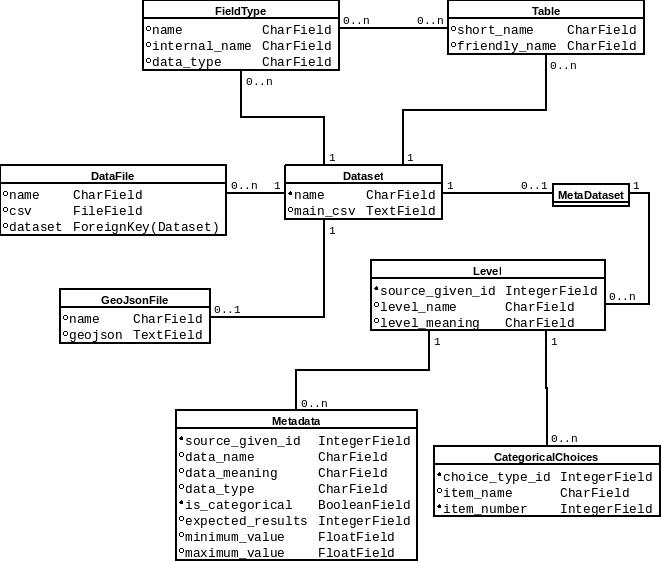 FieldType
name CharField
internal_name CharField
data_type CharField
0..n
0..n
Table
short_name CharField
friendly_name CharField
0..n
0..n
1
1
DataFile
name CharField
csv FileField
dataset ForeignKey(Dataset)
0..n
1
Dataset
name CharField
main_csv TextField
1
0..1
MetaDataset
1
1
Level
source_given_id IntegerField
level_name CharField
level_meaning CharField
0..n
GeoJsonFile
name CharField
geojson TextField
0..1
1
1
0..n
0..n
Metadata
source_given_id IntegerField
data_name CharField
data_meaning CharField
data_type CharField
is_categorical BooleanField
expected_results IntegerField
minimum_value FloatField
maximum_value FloatField
CategoricalChoices
choice_type_id IntegerField
item_name CharField
item_number IntegerField